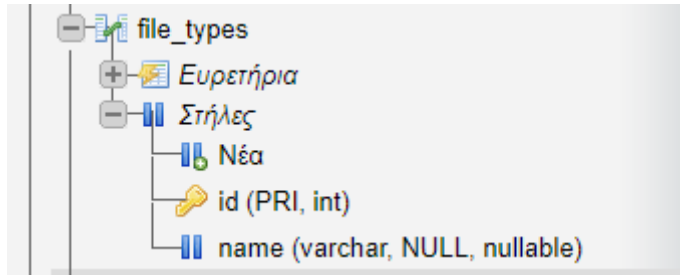 file_types
Ευρετήρια
Στήλες
Νέα
id (PRI, int)
name (varchar, NULL, nullable)